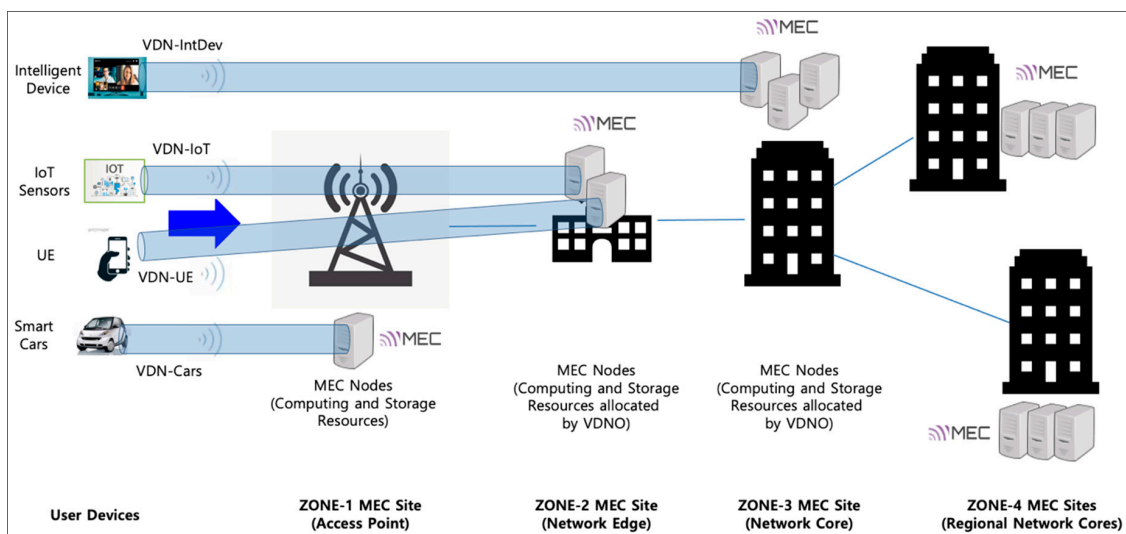 VDN-IntDev
MEC
Intelligent
Device
MEC
MEC
VDN-IoT
IOT
IoT
Sensors
UE
VDN-UE
Smart
Cars
MEC
VDN-Cars
MEC Nodes
(Computing and Storage
Resources)
MEC Nodes
(Computing and Storage
Resources allocated
by VDNO)
MEC Nodes
(Computing and Storage
Resources allocated
by VDNO)
MEC
User Devices
ZONE-1 MEC Site
(Access Point)
ZONE-2 MEC Site
(Network Edge)
ZONE-3 MEC Site
(Network Core)
ZONE-4 MEC Sites
(Regional Network Cores)